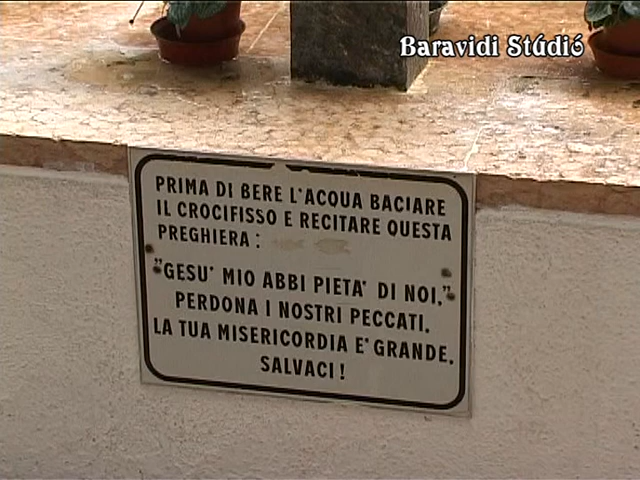 Baravidi Stúdió
PRIMA DI BERE L'ACQUA BACIARE
IL CROCIFISSO E RECITARE QUESTA
PREGHIERA :
"GESU' MIO ABBI PIETA' DI NOI,"
PERDONA I NOSTRI PECCATI.
LA TUA MISERICORDIA E' GRANDE.
SALVACI !